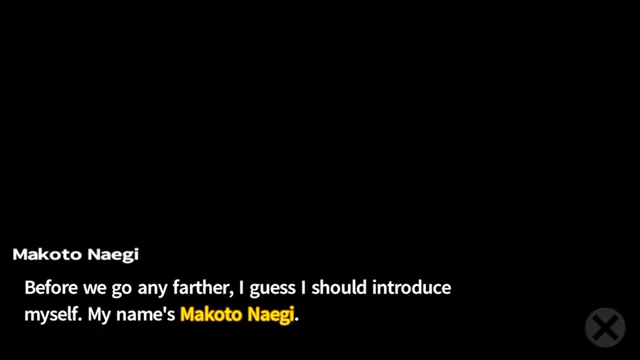 Makoto Naegi
Before we go any farther, I guess I should introduce
myself. My name's Makoto Naegi.